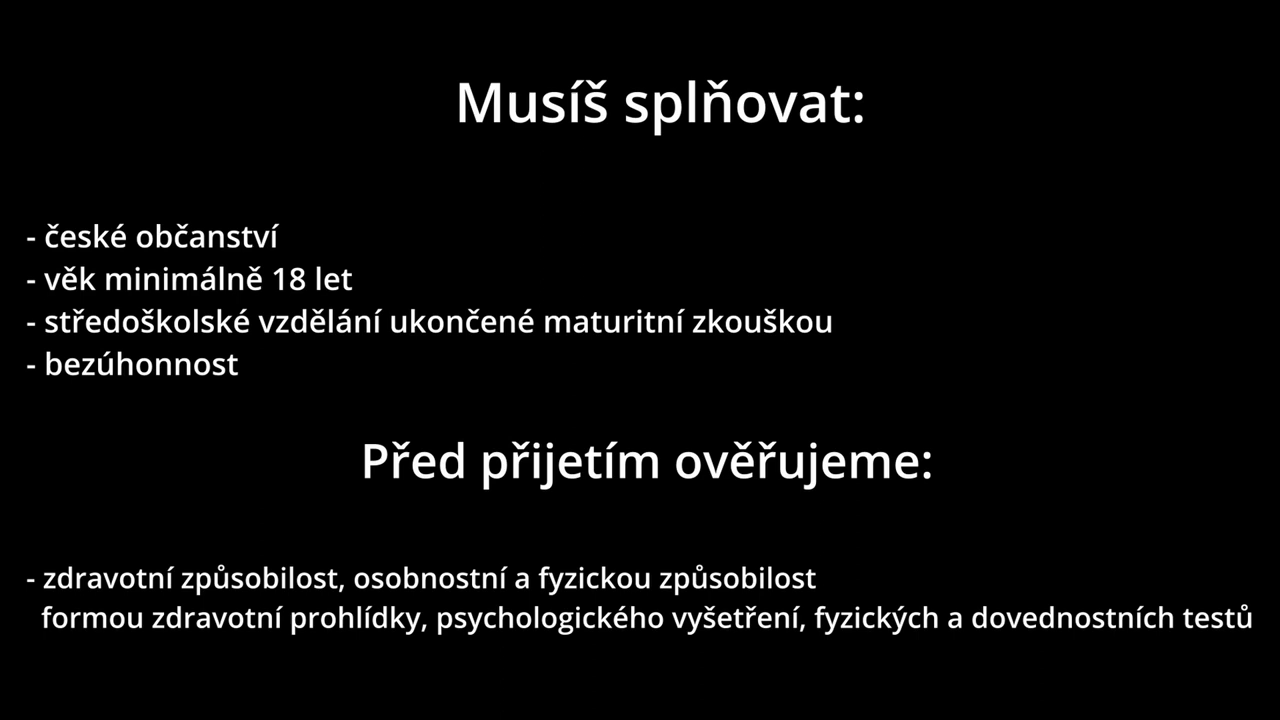 Musíš splňovat:
- české občanství
- věk minimálně 18 let
- středoškolské vzdělání ukončené maturitní zkouškou
- bezúhonnost
Před přijetím ověřujeme:
- zdravotní způsobilost, osobnostní a fyzickou způsobilost
formou zdravotní prohlídky, psychologického vyšetření, fyzických a dovednostních testů